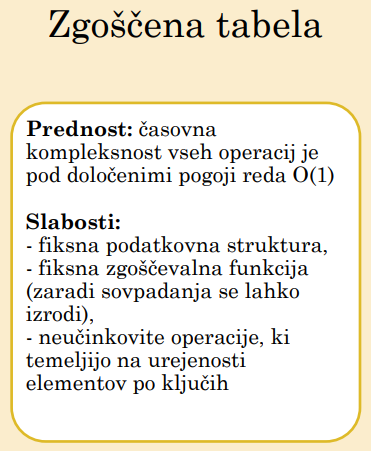 Zgoščena tabela
Prednost: časovna
kompleksnost vseh operacij je
pod določenimi pogoji reda O(1)
Slabosti:
- fiksna podatkovna struktura,
- fiksna zgoščevalna funkcija
(zaradi sovpadanja se lahko
izrodi),
- neučinkovite operacije, ki
temeljijo na urejenosti
elementov po ključih